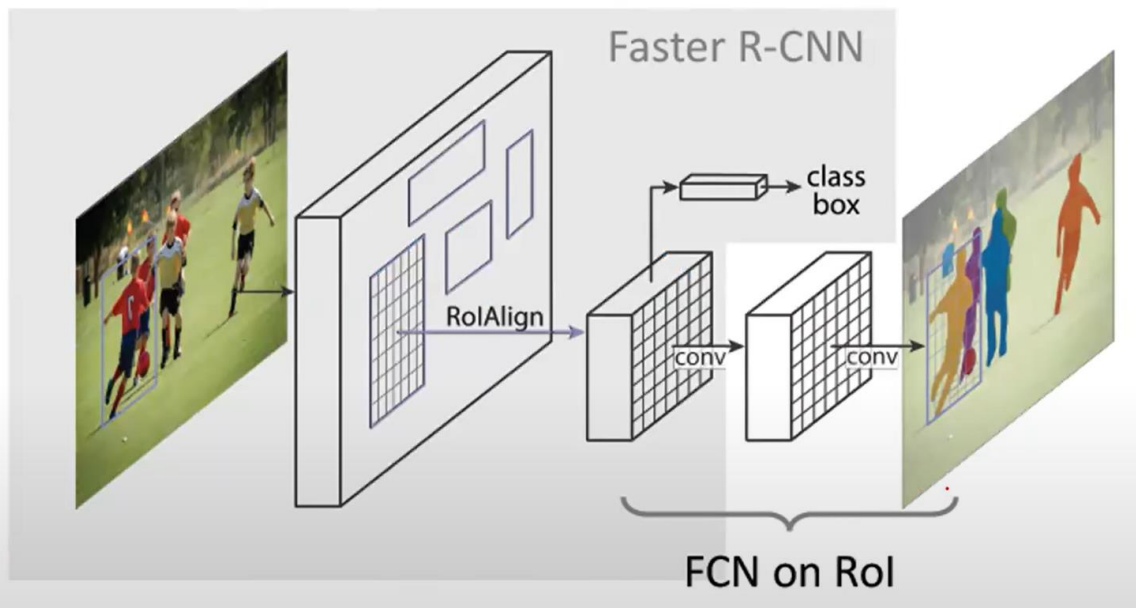 Faster R-CNN
class
box
RoIAlign
conv
conv
FCN on RoI